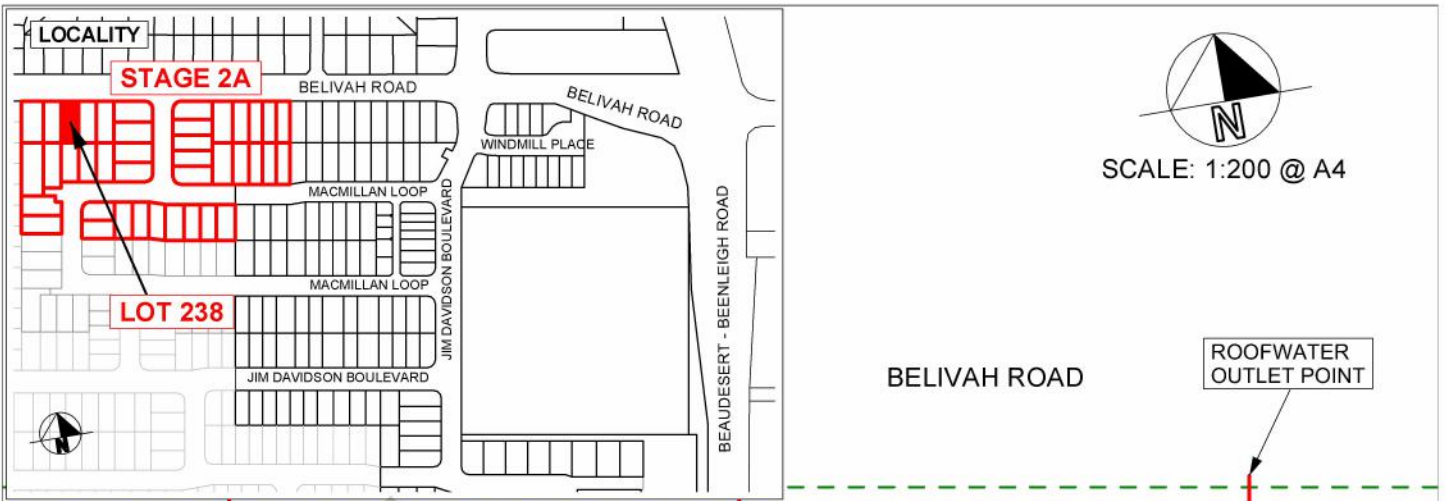 LOCALITY
STAGE 2A
BELIVAH ROAD
BELIVAH ROAD
WINDMILL PLACE
MACMILLAN LOOP
JIM DAVIDSON BOULEVARD
MACMILLAN LOOP
LOT 238
JIM DAVIDSON BOULEVARD
BEAUDESERT - BEENLEIGH ROAD
N
N
SCALE: 1:200 @ A4
BELIVAH ROAD
ROOFWATER
OUTLET POINT